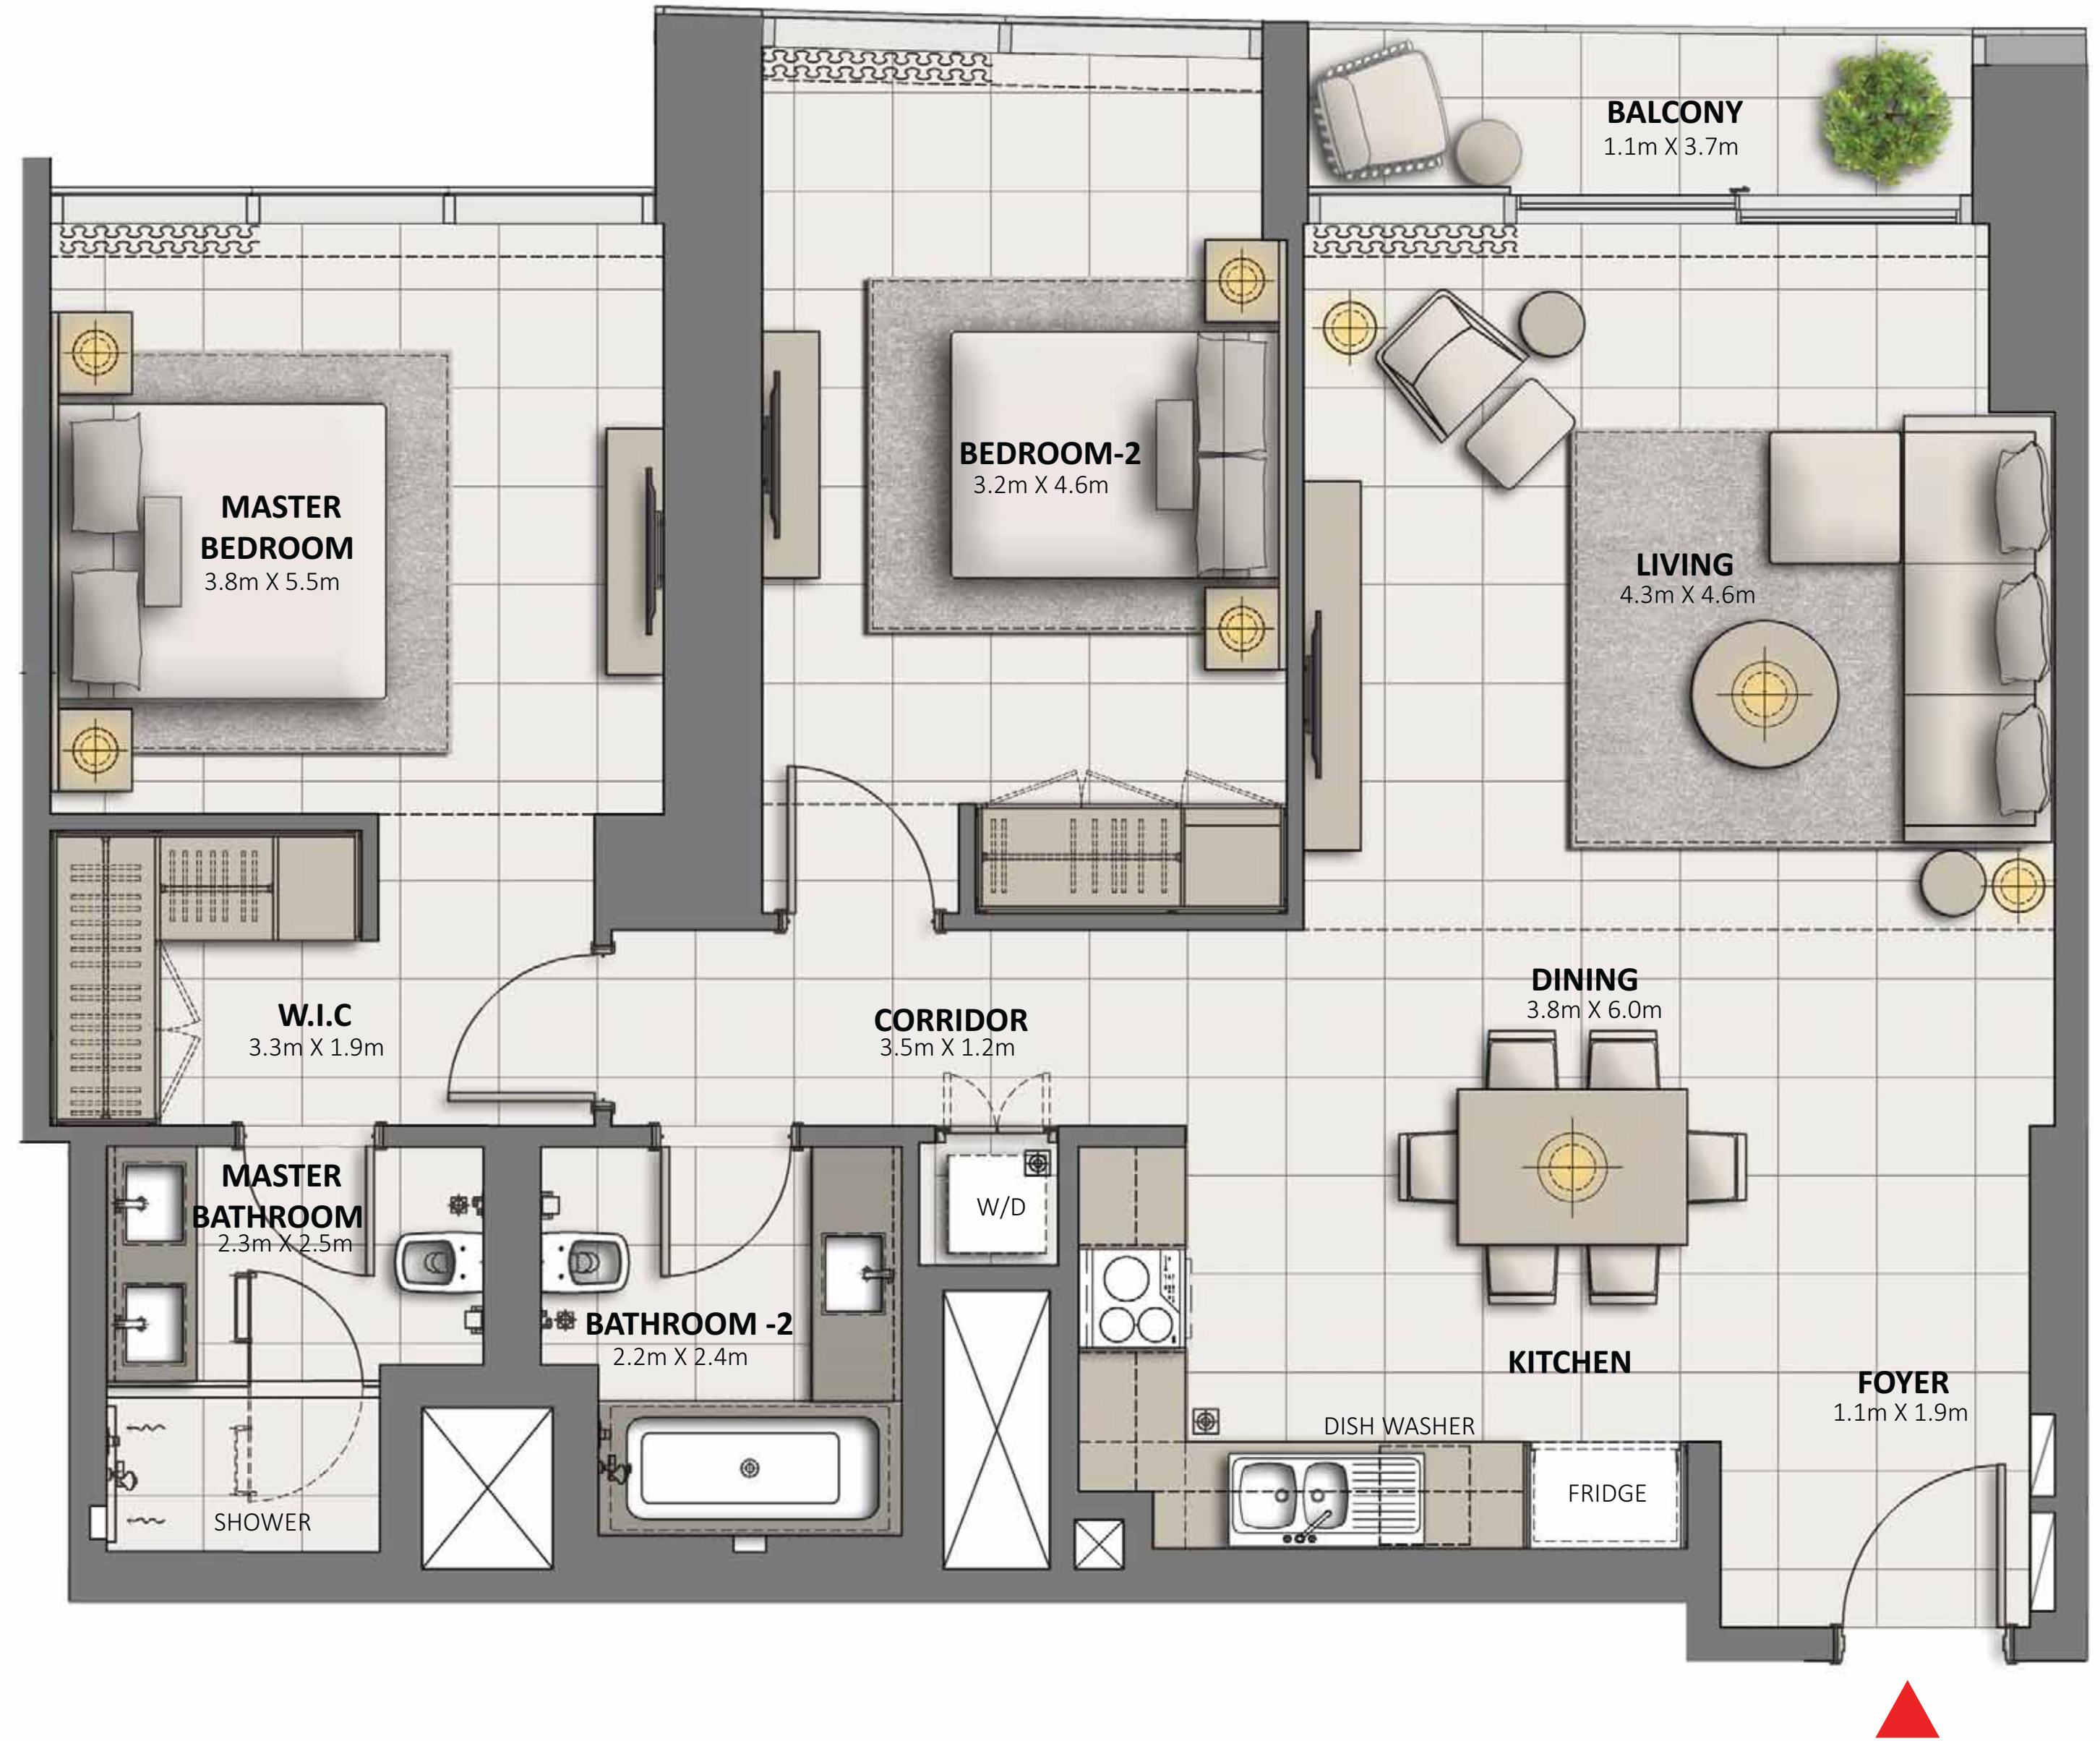 BALCONY
1.1m X 3.7m
MASTER
BEDROOM
3.8m X 5.5m
BEDROOM-2
3.2m X 4.6m
LIVING
4.3m X 4.6m
W.I.C
3.3m X 1.9m
CORRIDOR
3.5m X 1.2m
DINING
3.8m X 6.0m
MASTER
BATHROOM
2.3m X 2.5m
W/D
BATHROOM -2
2.2m X 2.4m
KITCHEN
FOYER
1.1m X 1.9m
DISH WASHER
FRIDGE
SHOWER